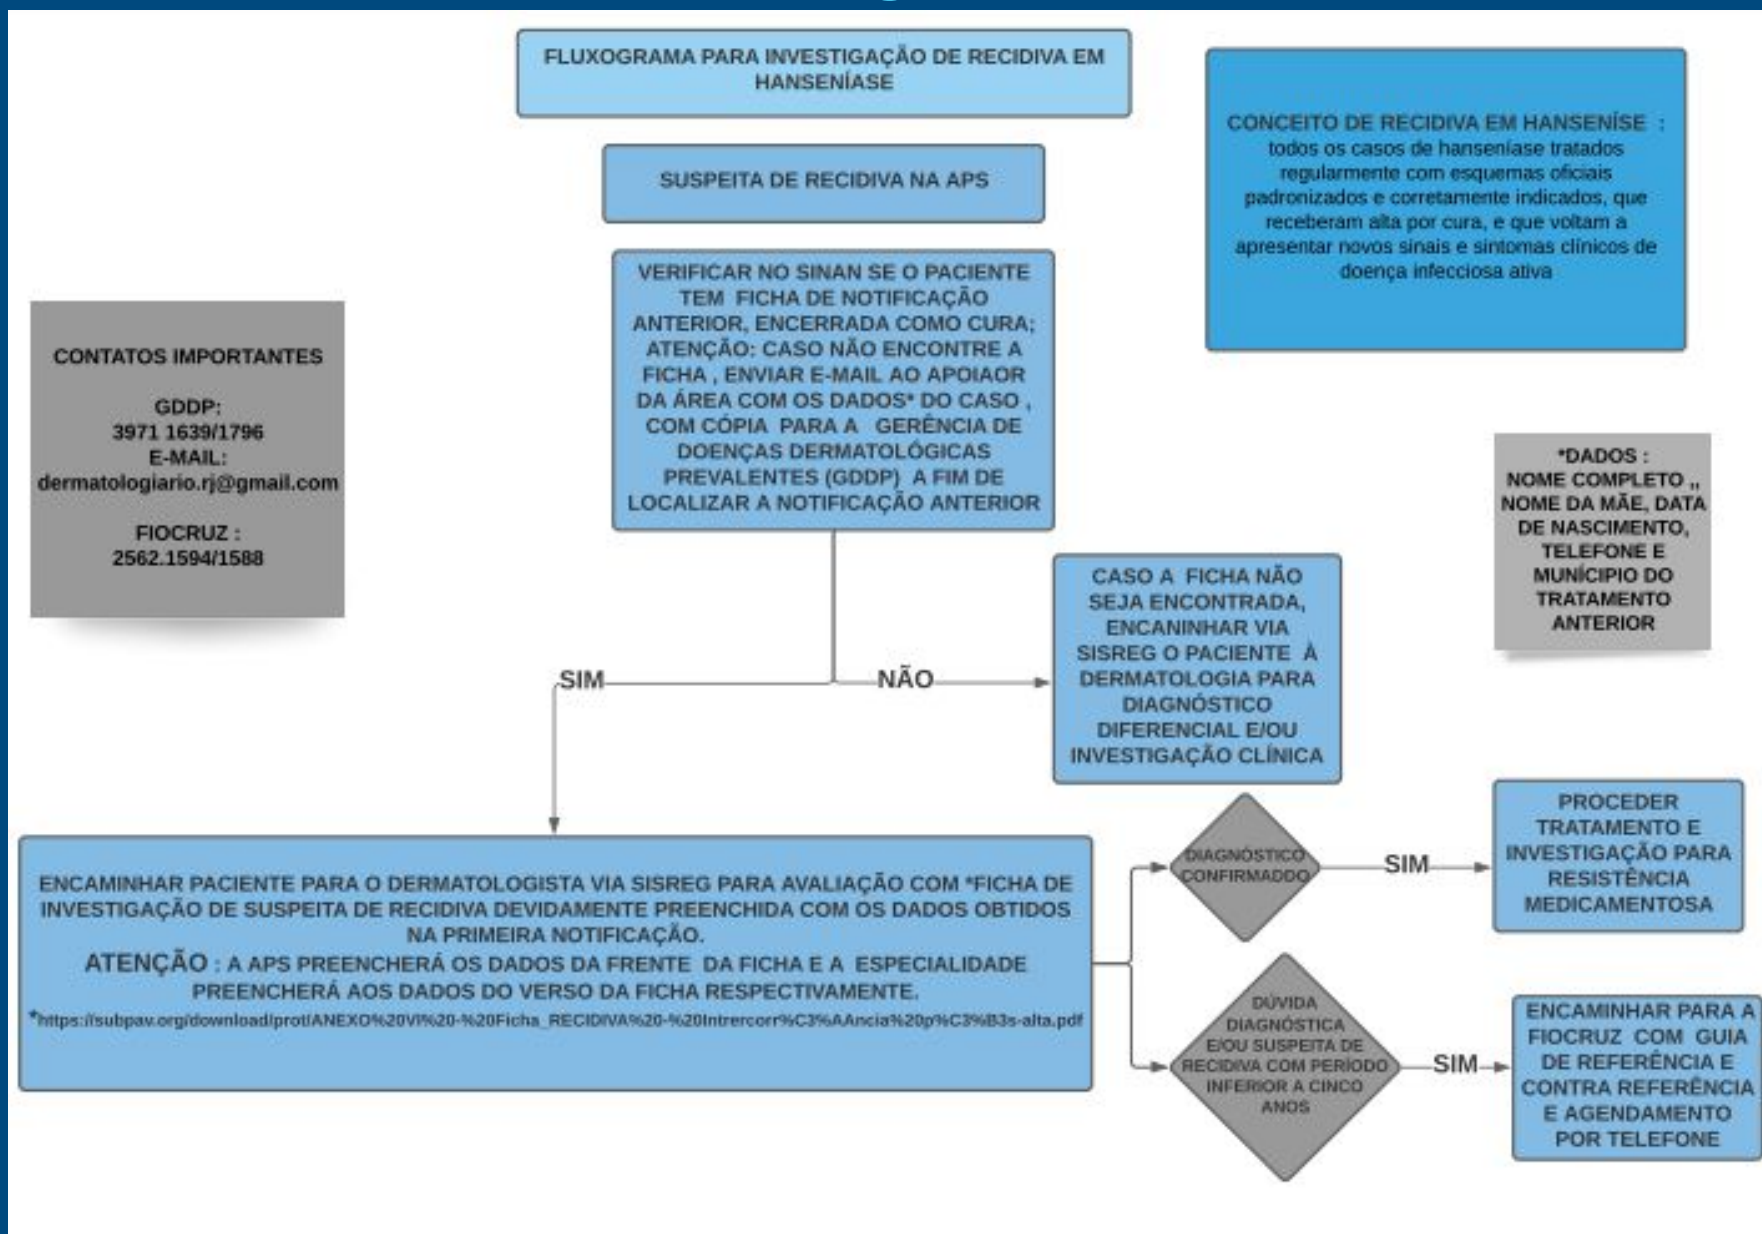 FLUXOGRAMA PARA INVESTIGAÇÃO DE RECIDIVA EM
HANSENÍASE
CONCEITO DE RECIDIVA EM HANSENÍSE :
todos os casos de hanseníase tratados
regularmente com esquemas oficiais
padronizados e corretamente indicados, que
receberam alta por cura, e que voltam a
apresentar novos sinais e sintomas clínicos de
doença infecciosa ativa
SUSPEITA DE RECIDIVA NA APS
VERIFICAR NO SINAN SE O PACIENTE
TEM FICHA DE NOTIFICAÇÃO
ANTERIOR, ENCERRADA COMO CURA;
ATENÇÃO: CASO NÃO ENCONTRE A
FICHA , ENVIAR E-MAIL AO APOIAOR
DA ÁREA COM OS DADOS* DO CASO ,
COM CÓPIA PARA A GERÊNCIA DE
DOENÇAS DERMATOLÓGICAS
PREVALENTES (GDDP) A FIM DE
LOCALIZAR A NOTIFICAÇÃO ANTERIOR
CONTATOS IMPORTANTES
GDDP:
3971 1639/1796
E-MAIL:
dermatologiario.rj@gmail.com
FIOCRUZ :
2562.1594/1588
*DADOS :
NOME COMPLETO ,,
NOME DA MÃE, DATA
DE NASCIMENTO,
TELEFONE E
MUNÍCIPIO DO
TRATAMENTO
ANTERIOR
SIM
NÃO
CASO A FICHA NÃO
SEJA ENCONTRADA,
ENCANINHAR VIA
SISREG O PACIENTE À
DERMATOLOGIA PARA
DIAGNÓSTICO
DIFERENCIAL E/OU
INVESTIGAÇÃO CLÍNICA
ENCAMINHAR PACIENTE PARA O DERMATOLOGISTA VIA SISREG PARA AVALIAÇÃO COM *FICHA DE
INVESTIGAÇÃO DE SUSPEITA DE RECIDIVA DEVIDAMENTE PREENCHIDA COM OS DADOS OBTIDOS
NA PRIMEIRA NOTIFICAÇÃO.
ATENÇÃO : A APS PREENCHERÁ OS DADOS DA FRENTE DA FICHA E A ESPECIALIDADE
PREENCHERÁ AOS DADOS DO VERSO DA FICHA RESPECTIVAMENTE.
*https://subpav.org/download/prot/ANEXO%20VI%20-%20Ficha_RECIDIVA%20-%20Intrercorr%C3%AAncia%20p%C3%B3s-alta.pdf
DIAGNÓSTICO
CONFIRMADDO
SIM
PROCEDER
TRATAMENTO E
INVESTIGAÇÃO PARA
RESISTÊNCIA
MEDICAMENTOSA
DÚVIDA
DIAGNÓSTICA
E/OU SUSPEITA DE
RECIDIVA COM PERÍODO
INFERIOR A CINCO
ANOS
SIM
ENCAMINHAR PARA A
FIOCRUZ COM GUIA
DE REFERÊNCIA E
CONTRA REFERÊNCIA
E AGENDAMENTO
POR TELEFONE